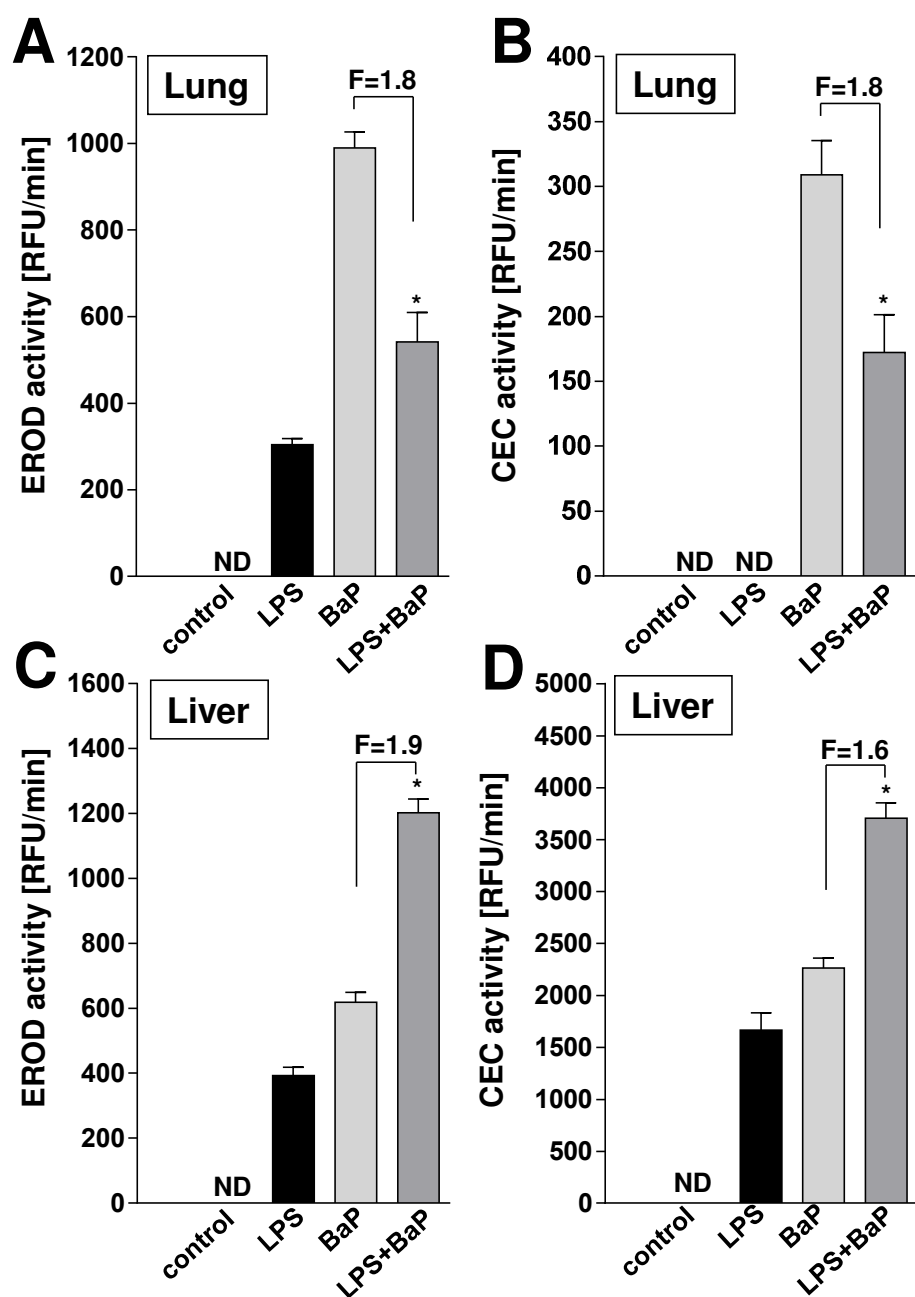 A
Lung
EROD activity [RFU/min]
1200
1000
800
600
400
200
0
F=1.8
*
ND
control
LPS
BaP
LPS+BaP
B
Lung
CEC activity [RFU/min]
400
350
300
250
200
150
100
50
0
F=1.8
*
ND
ND
control
LPS
BaP
LPS+BaP
C
Liver
EROD activity [RFU/min]
1600
1400
1200
1000
800
600
400
200
0
F=1.9
*
ND
control
LPS
BaP
LPS+BaP
D
Liver
CEC activity [RFU/min]
5000
4500
4000
3500
3000
2500
2000
1500
1000
500
0
F=1.6
*
ND
control
LPS
BaP
LPS+BaP